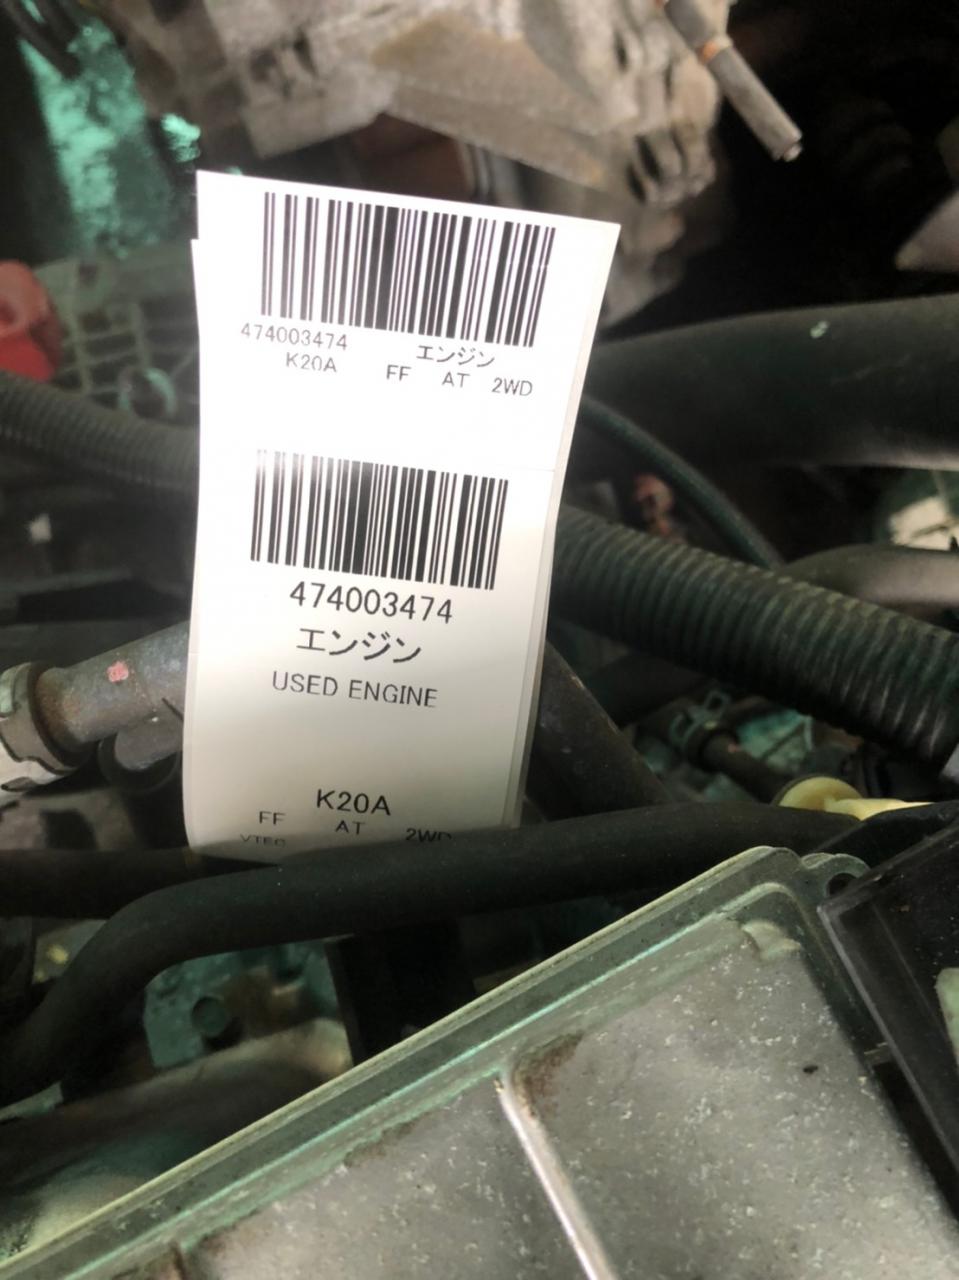 474003474 エンジン
K20A FF AT 2WD
474003474
エンジン
USED ENGINE
K20A
FF AT 2WD
VTEC